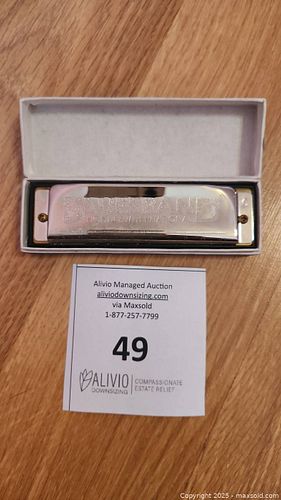 Alivio Managed Auction
aliviodownsizing.com
via Maxsold
1-877-257-7799
49
ALIVIO
DOWNSIZING
COMPASSIONATE
ESTATE RELIEF
Copyright 2025 - maxsold.com